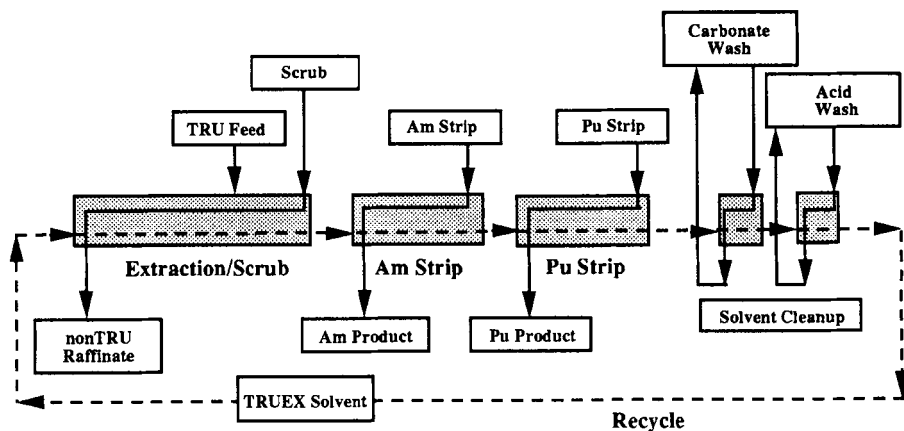 Carbonate
Wash
Scrub
Acid
Wash
TRU Feed
Am Strip
Pu Strip
Extraction/Scrub
Am Strip
Pu Strip
Solvent Cleanup
nonTRU
Raffinate
Am Product
Pu Product
TRUEX Solvent
Recycle